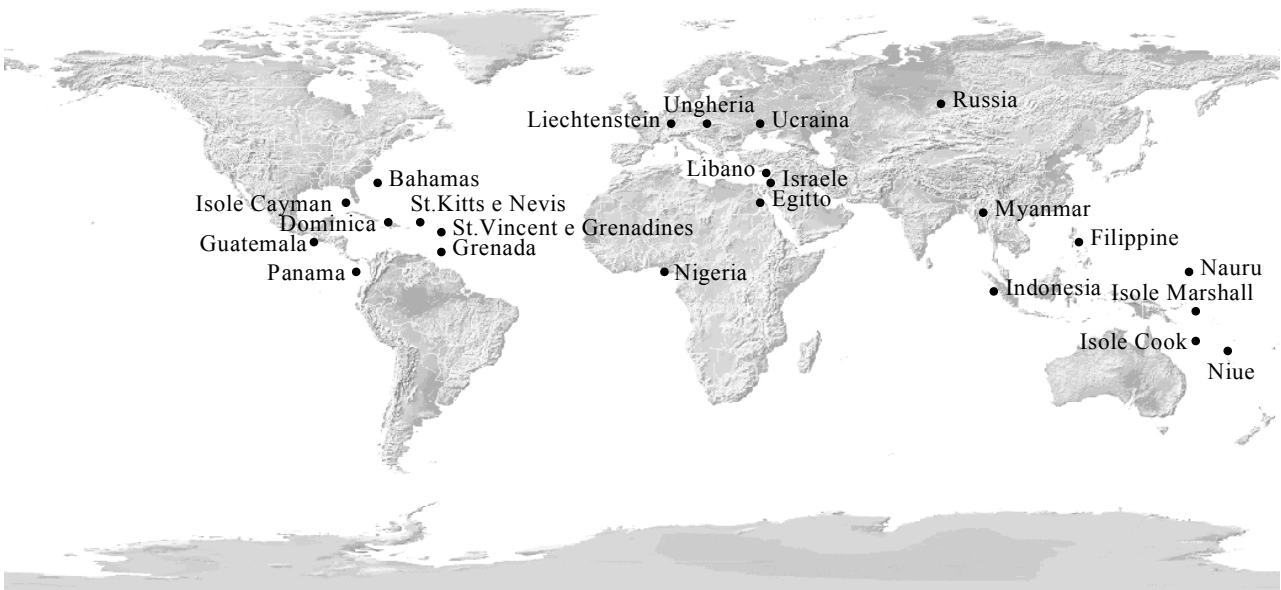 Russia
Ungheria
Liechtenstein
Ucraina
Libano
Israele
Bahamas
Egitto
Isole Cayman
St.Kitts e Nevis
Myanmar
Dominica
St.Vincent e Grenadines
Filippine
Guatemala
Grenada
Panama
Nigeria
Nauru
Indonesia
Isole Marshall
Isole Cook
Niue